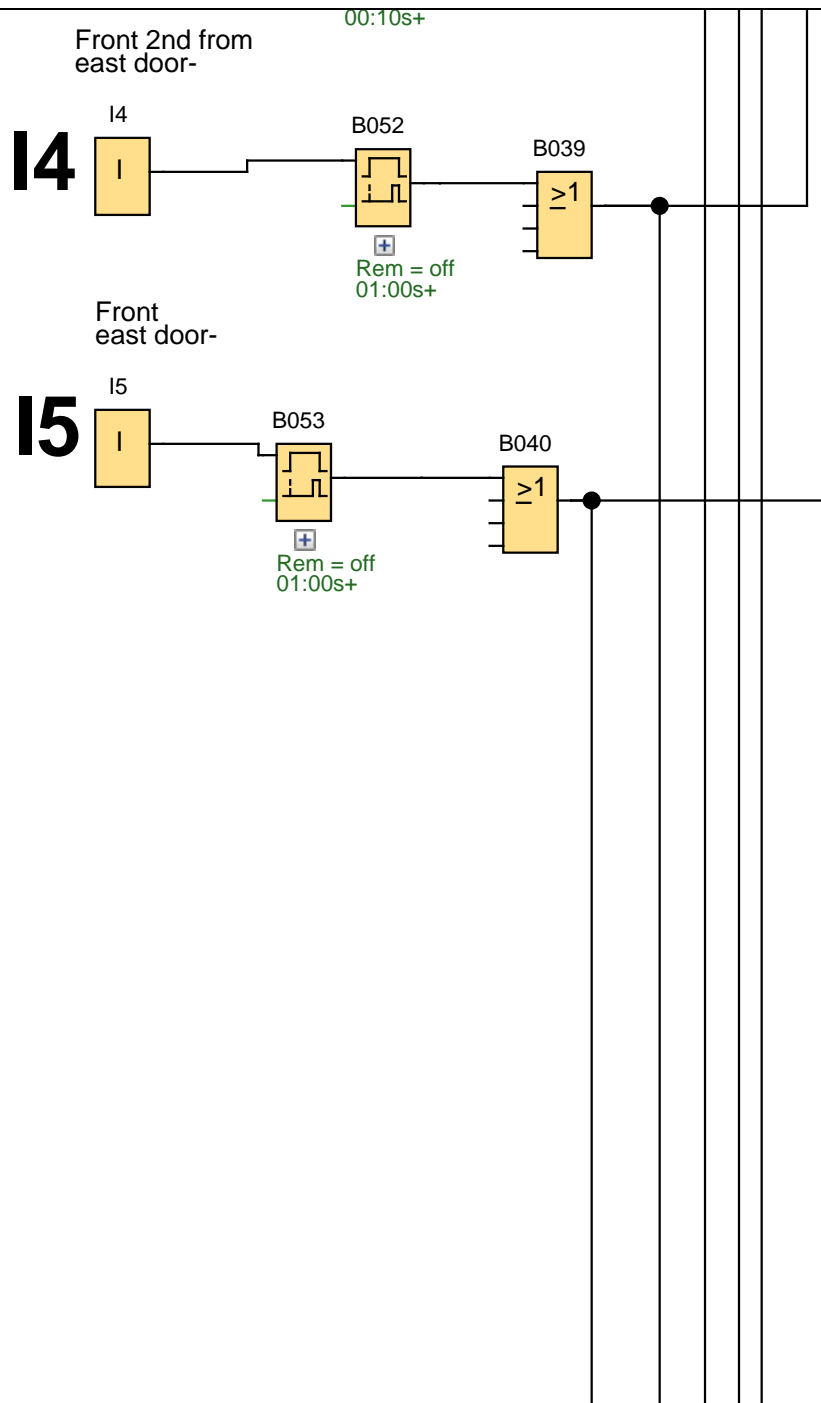 00:10s+
Front 2nd from
east door-
I4
I4
I
B052
B039
≥1
Rem = off
01:00s+
Front
east door-
I5
I5
I
B053
B040
≥1
Rem = off
01:00s+